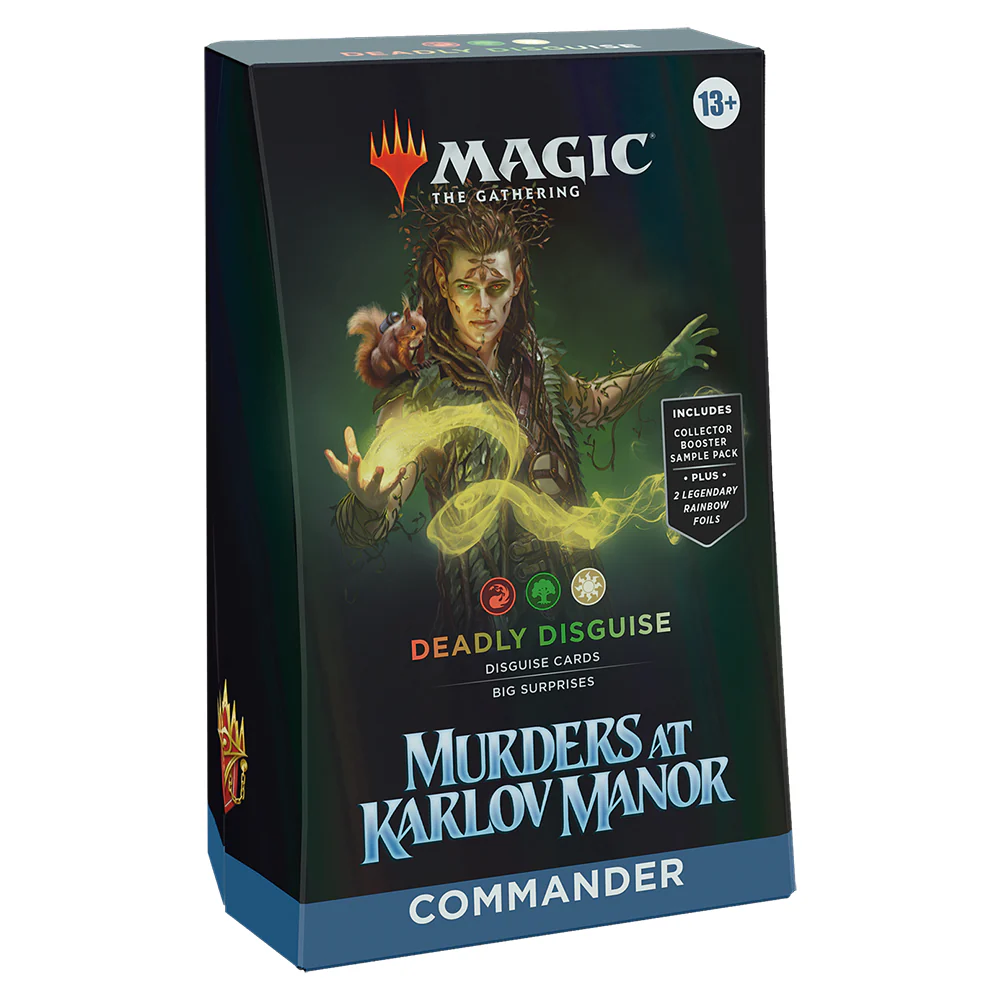 DEADLY DISGUISE
13+
MAGIC
THE GATHERING
INCLUDES
COLLECTOR
BOOSTER
SAMPLE PACK
• PLUS •
2 LEGENDARY
RAINBOW
FOILS
DEADLY DISGUISE
DISGUISE CARDS
BIG SURPRISES
MURDERS AT
KARLOV MANOR
COMMANDER